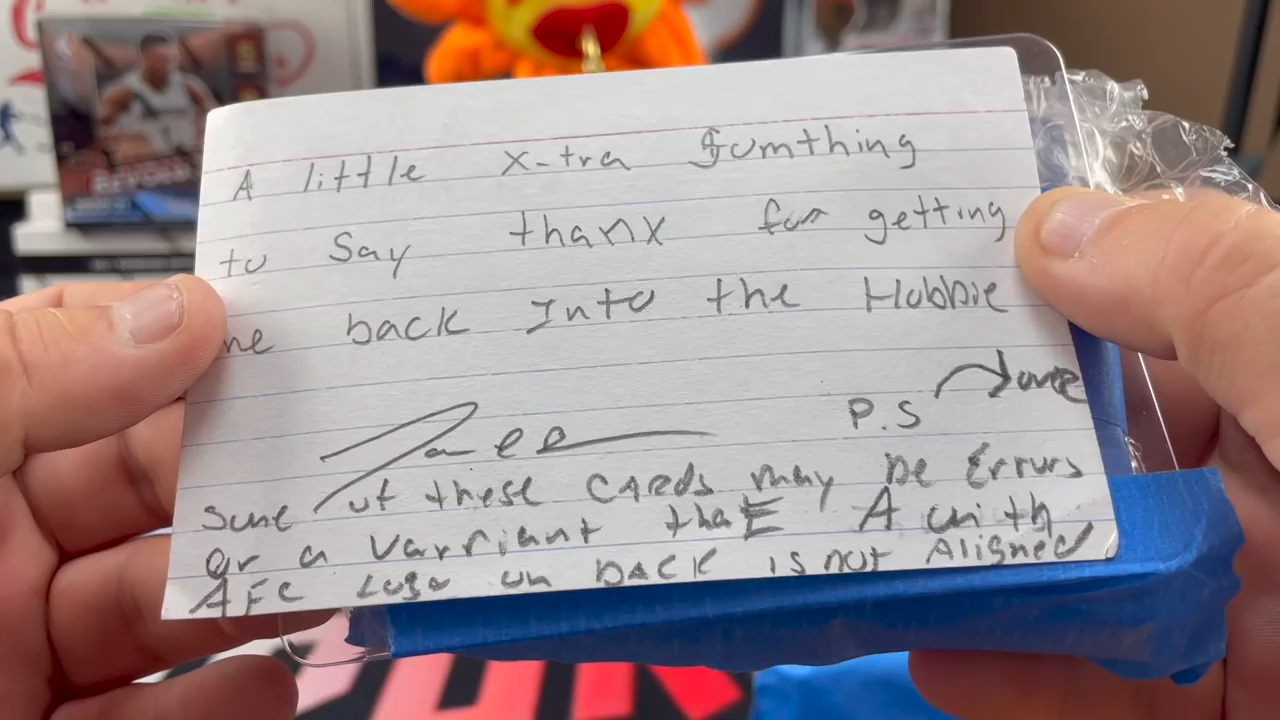 A little x-tra Sumthing
to Say thanx for getting
me back Into the Hobbie
P.S
Some of these CARDS may be Errors
or a varriant the A with
AFC Logo on back is not Aligned
REVOLU